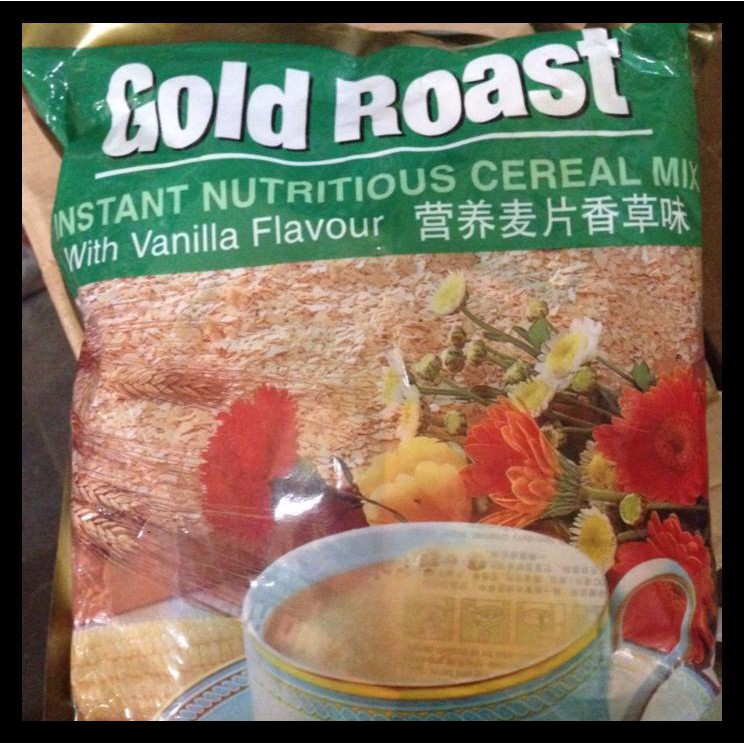 Gold Roast
INSTANT NUTRITIOUS CEREAL MIX
With Vanilla Flavour 营养麦片香草味